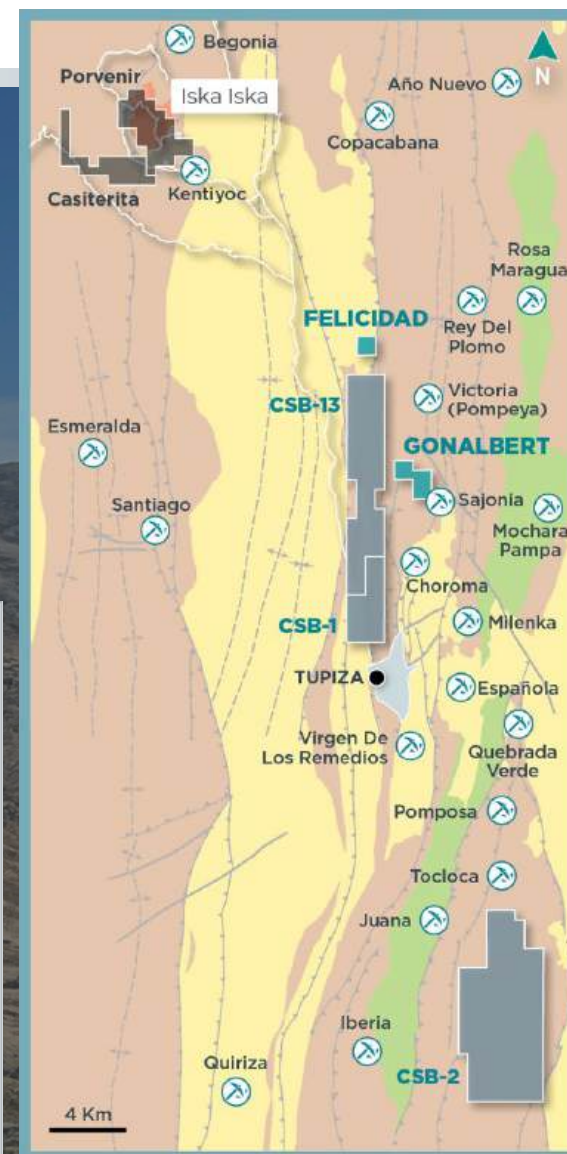 Begonia
Porvenir
Iska Iska
Año Nuevo
N
Copacabana
Casiterita
Kentiyoc
Rosa
Maragua
FELICIDAD
Rey Del
Plomo
CSB-13
Victoria
(Pompeya)
Esmeralda
GONALBERT
Santiago
Sajonia
Mochara
Pampa
Choroma
CSB-1
Milenka
TUPIZA
Española
Virgen De
Los Remedios
Quebrada
Verde
Pomposa
Tocloca
Juana
Iberia
CSB-2
Quiriza
4 Km